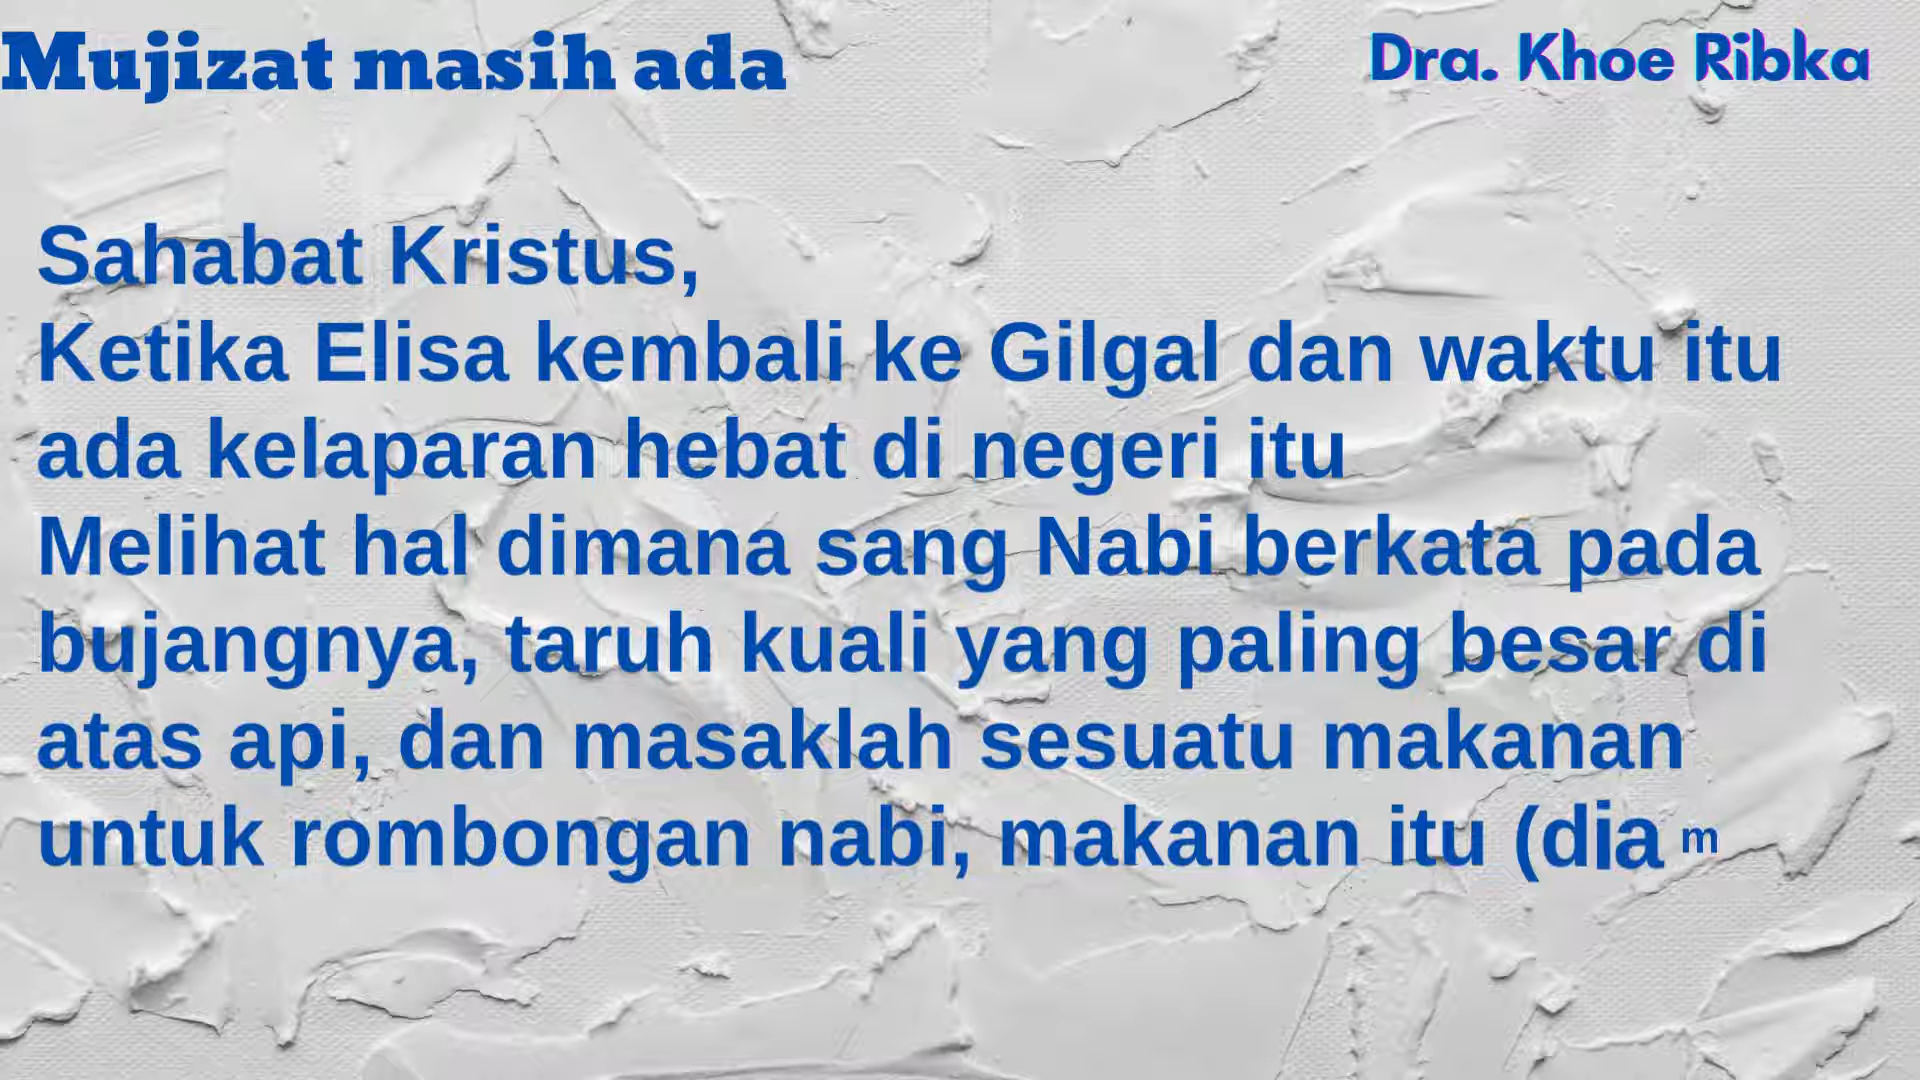 Mujizat masih ada
Dra. Khoe Ribka
Sahabat Kristus,
Ketika Elisa kembali ke Gilgal dan waktu itu
ada kelaparan hebat di negeri itu
Melihat hal dimana sang Nabi berkata pada
bujangnya, taruh kuali yang paling besar di
atas api, dan masaklah sesuatu makanan
untuk rombongan nabi, makanan itu (dia m